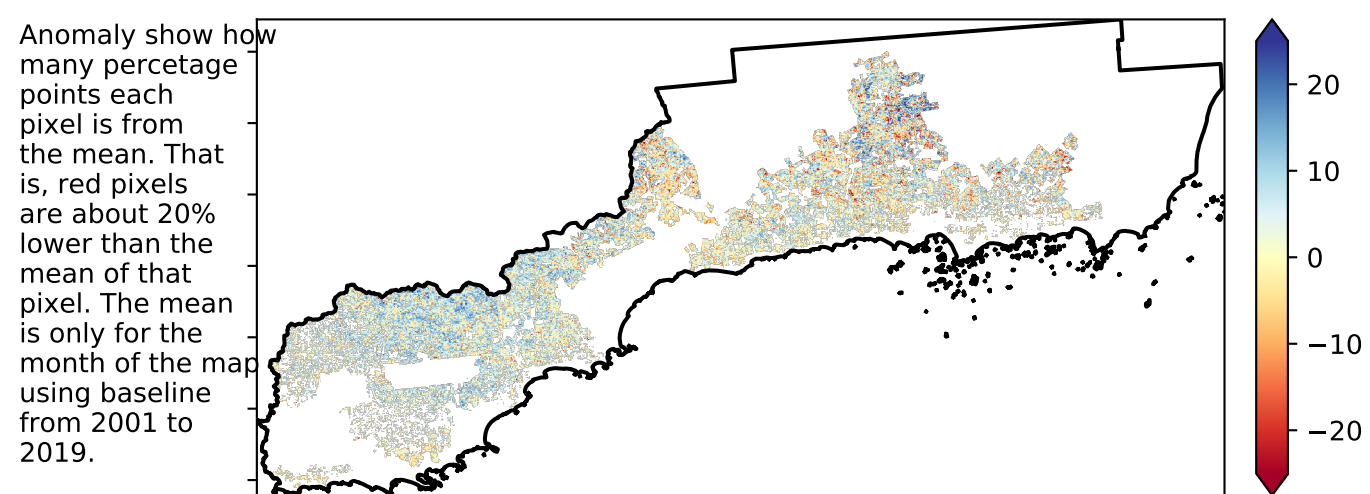 Anomaly show how
many percetage
points each
pixel is from
the mean. That
is, red pixels
are about 20%
lower than the
mean of that
pixel. The mean
is only for the
month of the map
using baseline
from 2001 to
2019.
20
10
0
−10
−20